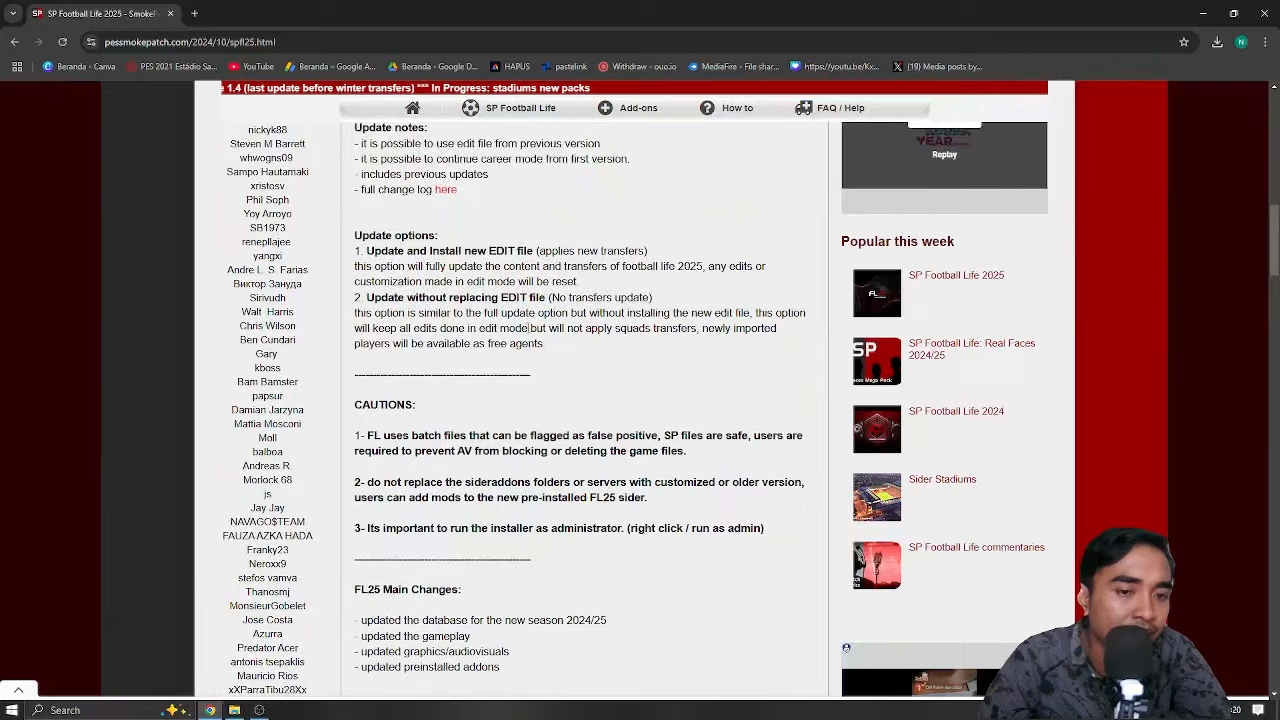 SP Football Life 2025 - Smoke
pessmokepatch.com/2024/10/spfl25.html
N
Beranda - Canva
PES 2021 Estádio Sa...
YouTube
Beranda – Google A...
Beranda - Google D...
HAPUS
pastelink
Withdraw - ouo.io
MediaFire - File shar...
https://youtu.be/Kx...
(19) Media posts by...
e 1.4 (last update before winter transfers) *** In Progress: stadiums new packs
SP Football Life
Add-ons
How to
FAQ / Help
nickyk88
Steven M Barrett
whwogns09
Sampo Hautamaki
xristosv
Phil Soph
Yoy Arroyo
SB1973
renepllajee
yangxi
Andre L. S. Farias
Виктор Зануда
Sirivudh
Walt Harris
Chris Wilson
Ben Cundari
Gary
kboss
Bam Bamster
papsur
Damian Jarzyna
Mattia Mosconi
Moll
balboa
Andreas R.
Morlock 68
js
Jay Jay
NAVAGO$TEAM
FAUZA AZKA HADA
Franky23
Neroxx9
stefos vamva
Thanosmj
MonsieurGobelet
Jose Costa
Azurra
Predator Acer
antonis tsepaklis
Mauricio Rios
xxParraTibu28Xx
Update notes:
- it is possible to use edit file from previous version
- it is possible to continue career mode from first version.
- includes previous updates
- full change log here
Update options:
1. Update and Install new EDIT file (applies new transfers)
this option will fully update the content and transfers of football life 2025, any edits or
customization made in edit mode will be reset.
2. Update without replacing EDIT file (No transfers update)
this option is similar to the full update option but without installing the new edit file, this option
will keep all edits done in edit mode but will not apply squads transfers, newly imported
players will be available as free agents.
------------------------------------------------
CAUTIONS:
1- FL uses batch files that can be flagged as false positive, SP files are safe, users are
required to prevent AV from blocking or deleting the game files.
2- do not replace the sideraddons folders or servers with customized or older version,
users can add mods to the new pre-installed FL25 sider.
3- Its important to run the installer as administrator. (right click / run as admin)
------------------------------------------------
FL25 Main Changes:
- updated the database for the new season 2024/25
- updated the gameplay
- updated graphics/audiovisuals
- updated preinstalled addons
YEAR
Replay
Popular this week
FL
SP Football Life 2025
SP
Faces Mega Pack
SP Football Life: Real Faces
2024/25
SP Football Life 2024
Sider Stadiums
SP Football Life commentaries
Search